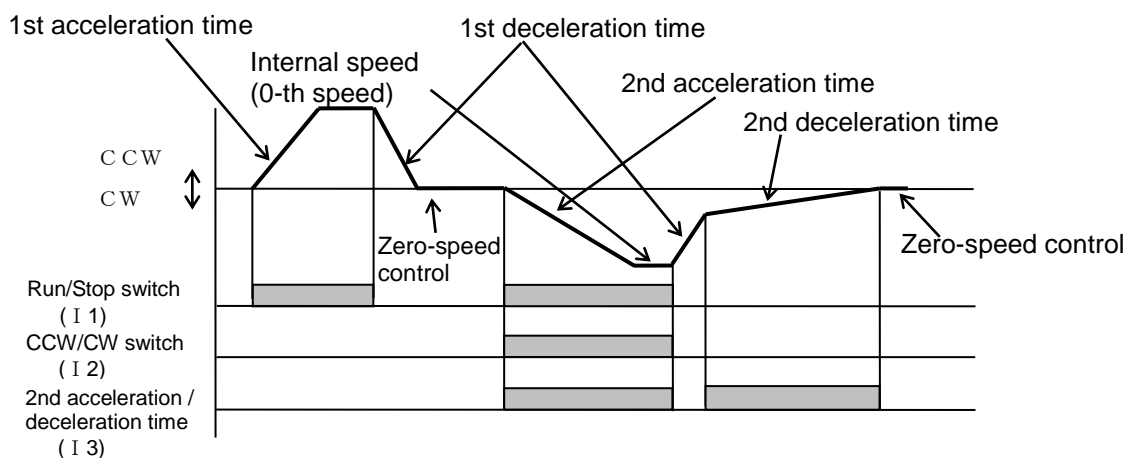 1st acceleration time
1st deceleration time
Internal speed
(0-th speed)
2nd acceleration time
2nd deceleration time
ＣＣＷ
ＣＷ
Zero-speed
control
Zero-speed control
Run/Stop switch
(Ｉ1)
CCW/CW switch
(Ｉ2)
2nd acceleration /
deceleration time
(Ｉ3)